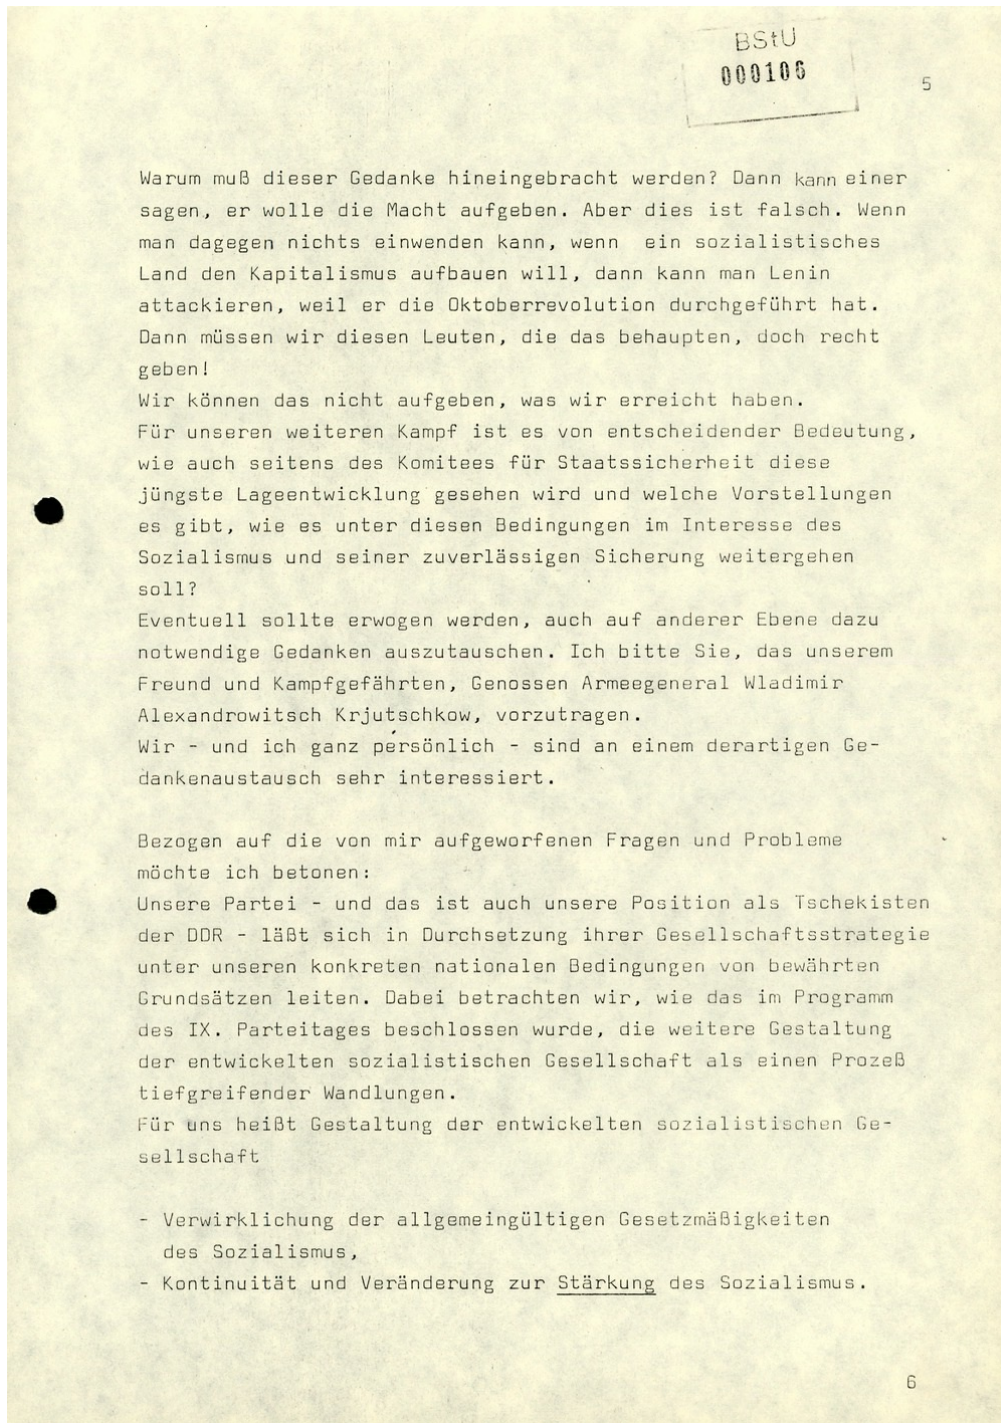 BStU
000106
5
Warum muß dieser Gedanke hineingebracht werden? Dann kann einer
sagen, er wolle die Macht aufgeben. Aber dies ist falsch. Wenn
man dagegen nichts einwenden kann, wenn ein sozialistisches
Land den Kapitalismus aufbauen will, dann kann man Lenin
attackieren, weil er die Oktoberrevolution durchgeführt hat.
Dann müssen wir diesen Leuten, die das behaupten, doch recht
geben!
Wir können das nicht aufgeben, was wir erreicht haben.
Für unseren weiteren Kampf ist es von entscheidender Bedeutung,
wie auch seitens des Komitees für Staatssicherheit diese
jüngste Lageentwicklung gesehen wird und welche Vorstellungen
es gibt, wie es unter diesen Bedingungen im Interesse des
Sozialismus und seiner zuverlässigen Sicherung weitergehen
soll?
Eventuell sollte erwogen werden, auch auf anderer Ebene dazu
notwendige Gedanken auszutauschen. Ich bitte Sie, das unserem
Freund und Kampfgefährten, Genossen Armeegeneral Wladimir
Alexandrowitsch Krjutschkow, vorzutragen.
Wir - und ich ganz persönlich - sind an einem derartigen Ge-
dankenaustausch sehr interessiert.
Bezogen auf die von mir aufgeworfenen Fragen und Probleme
möchte ich betonen:
Unsere Partei - und das ist auch unsere Position als Tschekisten
der DDR - läßt sich in Durchsetzung ihrer Gesellschaftsstrategie
unter unseren konkreten nationalen Bedingungen von bewährten
Grundsätzen leiten. Dabei betrachten wir, wie das im Programm
des IX. Parteitages beschlossen wurde, die weitere Gestaltung
der entwickelten sozialistischen Gesellschaft als einen Prozeß
tiefgreifender Wandlungen.
Für uns heißt Gestaltung der entwickelten sozialistischen Ge-
sellschaft
- Verwirklichung der allgemeingültigen Gesetzmäßigkeiten
des Sozialismus,
- Kontinuität und Veränderung zur Stärkung des Sozialismus.
6